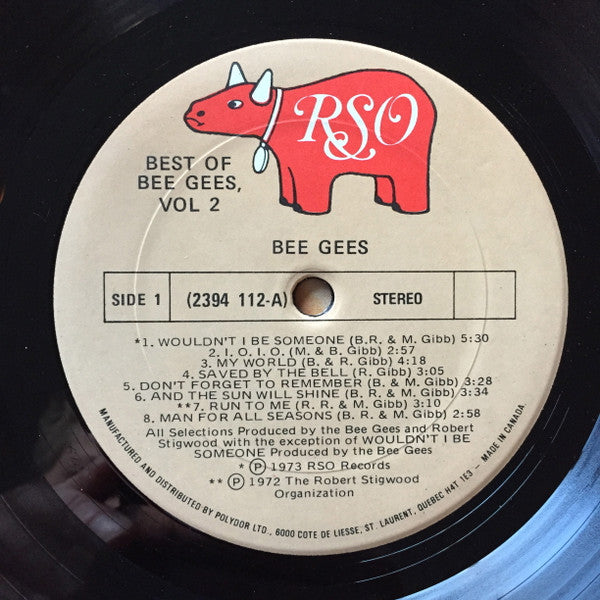 RSO
BEST OF
BEE GEES,
VOL 2
BEE GEES
SIDE 1 (2394 112-A) STEREO
*1. WOULDN'T I BE SOMEONE (B.R. & M. Gibb) 5:30
2. I.O.I.O. (M. & B. Gibb) 2:57
3. MY WORLD (B. & R. Gibb) 4:18
4. SAVED BY THE BELL (R. Gibb) 3:05
5. DON'T FORGET TO REMEMBER (B. & M. Gibb) 3:28
6. AND THE SUN WILL SHINE (B. R. & M. Gibb) 3:34
**7. RUN TO ME (R. R. & M. Gibb) 3:10
8. MAN FOR ALL SEASONS (B. R. & M. Gibb) 2:58
All Selections Produced by the Bee Gees and Robert
Stigwood with the exception of WOULDN'T I BE
SOMEONE Produced by the Bee Gees
* Ⓟ 1973 RSO Records
** Ⓟ 1972 The Robert Stigwood
Organization
MANUFACTURED AND DISTRIBUTED BY POLYDOR LTD., 6000 COTE DE LIESSE, ST. LAURENT, QUEBEC H4T 1E3 – MADE IN CANADA